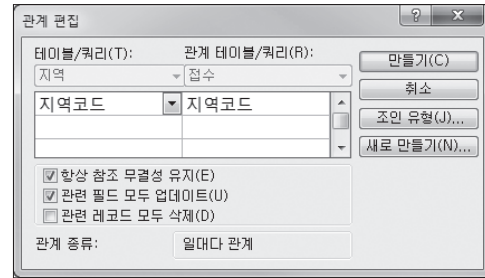 관계 편집
테이블/쿼리(T): 관계 테이블/쿼리(R):
지역 접수
지역코드 지역코드
만들기(C)
취소
조인 유형(J)...
새로 만들기(N)...
항상 참조 무결성 유지(E)
관련 필드 모두 업데이트(U)
관련 레코드 모두 삭제(D)
관계 종류: 일대다 관계